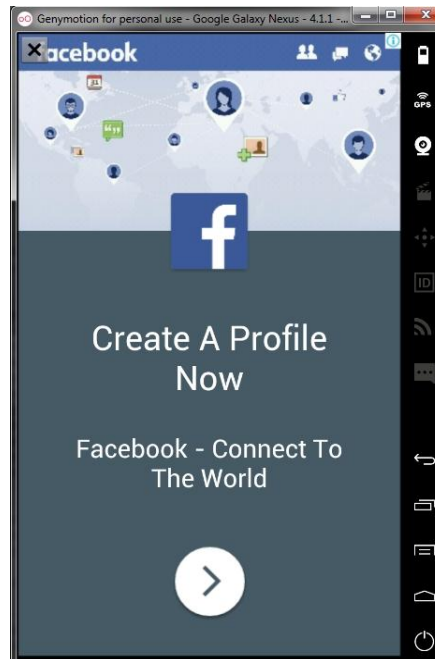 Genymotion for personal use - Google Galaxy Nexus - 4.1.1 -...
acebook
31
GPS
f
Create A Profile
Now
ID
Facebook - Connect To
The World